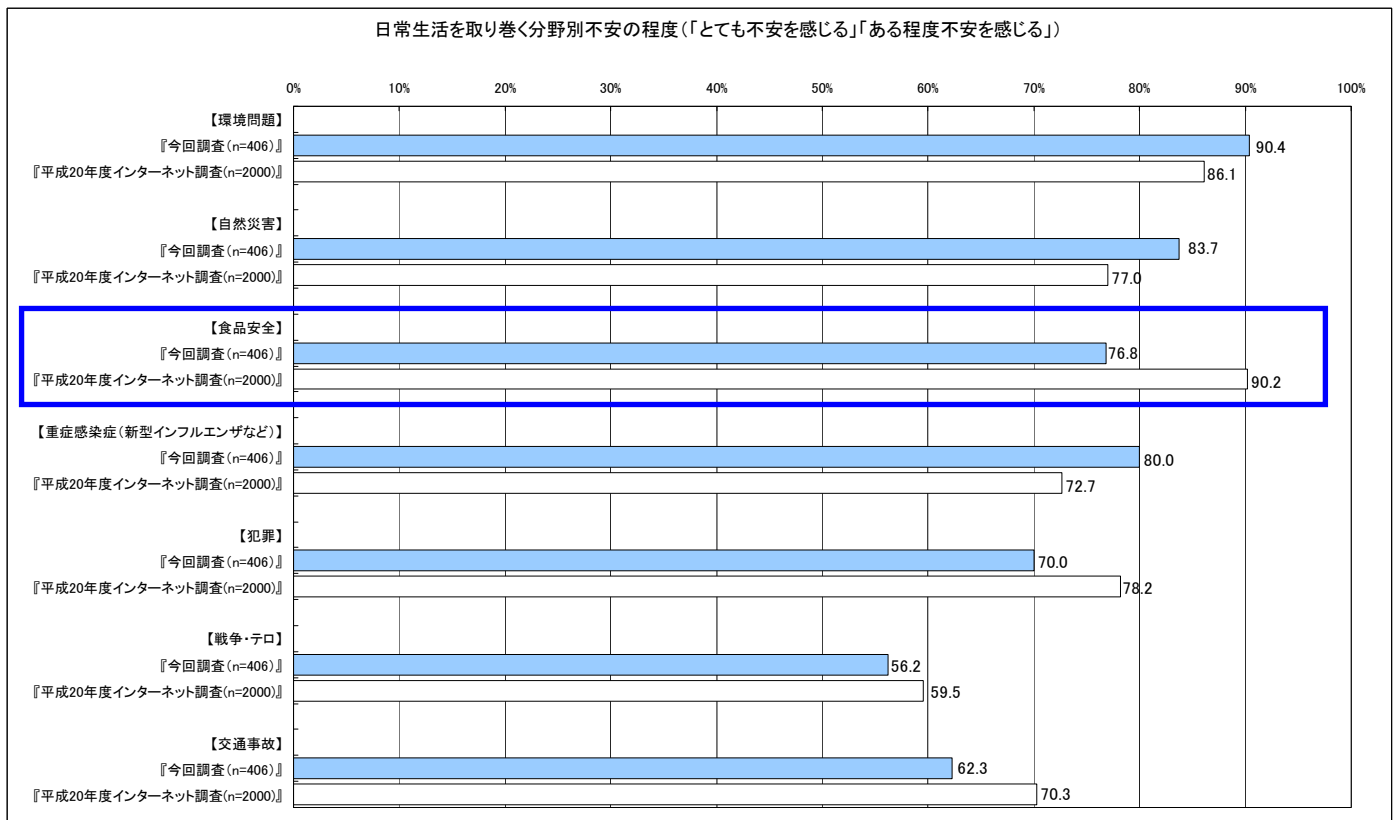 日常生活を取り巻く分野別不安の程度(「とても不安を感じる」「ある程度不安を感じる」)
0% 10% 20% 30% 40% 50% 60% 70% 80% 90% 100%
【環境問題】
『今回調査(n=406)』 90.4
『平成20年度インターネット調査(n=2000)』 86.1
【自然災害】
『今回調査(n=406)』 83.7
『平成20年度インターネット調査(n=2000)』 77.0
【食品安全】
『今回調査(n=406)』 76.8
『平成20年度インターネット調査(n=2000)』 90.2
【重症感染症(新型インフルエンザなど)】
『今回調査(n=406)』 80.0
『平成20年度インターネット調査(n=2000)』 72.7
【犯罪】
『今回調査(n=406)』 70.0
『平成20年度インターネット調査(n=2000)』 78.2
【戦争・テロ】
『今回調査(n=406)』 56.2
『平成20年度インターネット調査(n=2000)』 59.5
【交通事故】
『今回調査(n=406)』 62.3
『平成20年度インターネット調査(n=2000)』 70.3